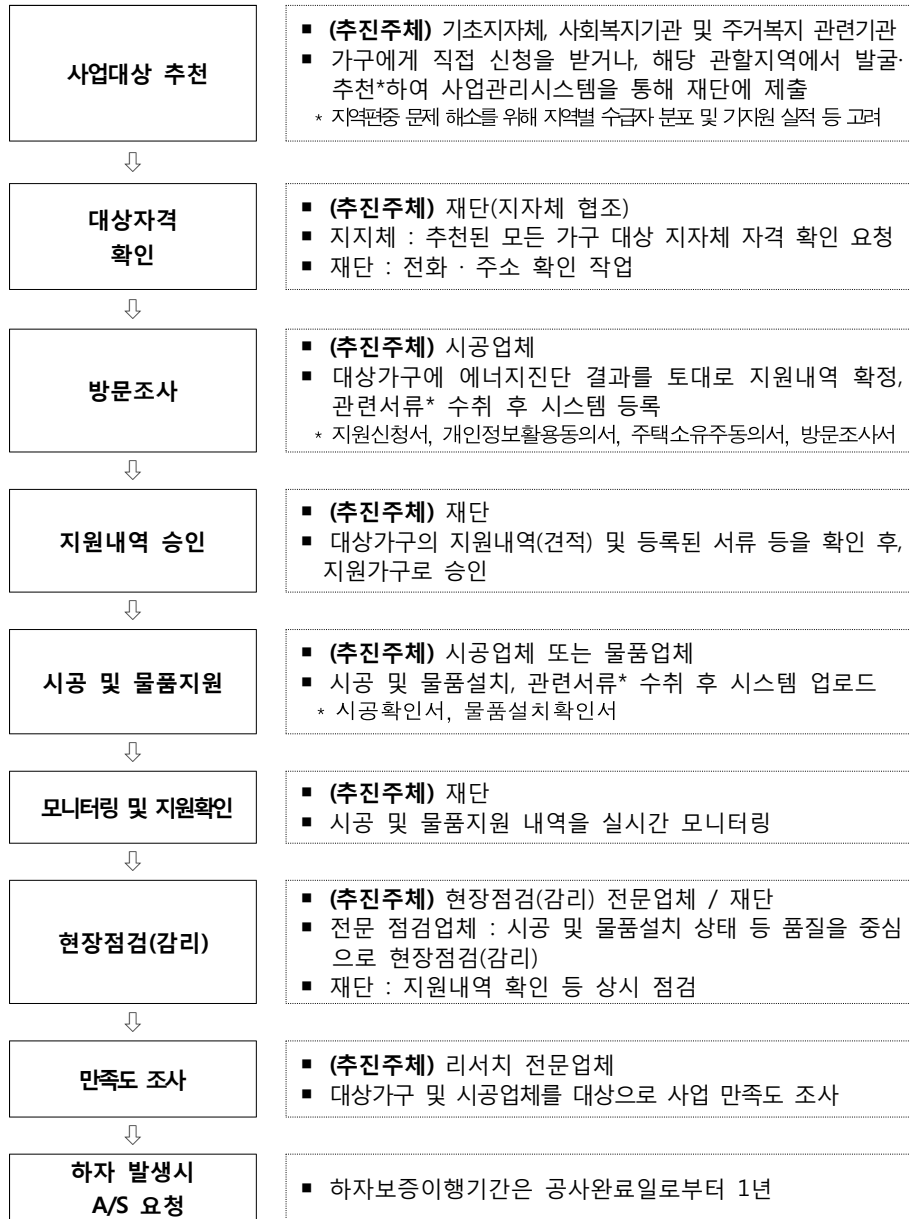 사업대상 추천
■ (추진주체) 기초지자체, 사회복지기관 및 주거복지 관련기관
■ 가구에게 직접 신청을 받거나, 해당 관할지역에서 발굴·
추천*하여 사업관리시스템을 통해 재단에 제출
* 지역편중 문제 해소를 위해 지역별 수급자 분포 및 기지원 실적 등 고려
⇩
대상자격
확인
■ (추진주체) 재단(지자체 협조)
■ 지지체 : 추천된 모든 가구 대상 지자체 자격 확인 요청
■ 재단 : 전화 · 주소 확인 작업
⇩
방문조사
■ (추진주체) 시공업체
■ 대상가구에 에너지진단 결과를 토대로 지원내역 확정,
관련서류* 수취 후 시스템 등록
* 지원신청서, 개인정보활용동의서, 주택소유주동의서, 방문조사서
⇩
지원내역 승인
■ (추진주체) 재단
■ 대상가구의 지원내역(견적) 및 등록된 서류 등을 확인 후,
지원가구로 승인
⇩
시공 및 물품지원
■ (추진주체) 시공업체 또는 물품업체
■ 시공 및 물품설치, 관련서류* 수취 후 시스템 업로드
* 시공확인서, 물품설치확인서
⇩
모니터링 및 지원확인
■ (추진주체) 재단
■ 시공 및 물품지원 내역을 실시간 모니터링
⇩
현장점검(감리)
■ (추진주체) 현장점검(감리) 전문업체 / 재단
■ 전문 점검업체 : 시공 및 물품설치 상태 등 품질을 중심
으로 현장점검(감리)
■ 재단 : 지원내역 확인 등 상시 점검
⇩
만족도 조사
■ (추진주체) 리서치 전문업체
■ 대상가구 및 시공업체를 대상으로 사업 만족도 조사
⇩
하자 발생시
A/S 요청
■ 하자보증이행기간은 공사완료일로부터 1년